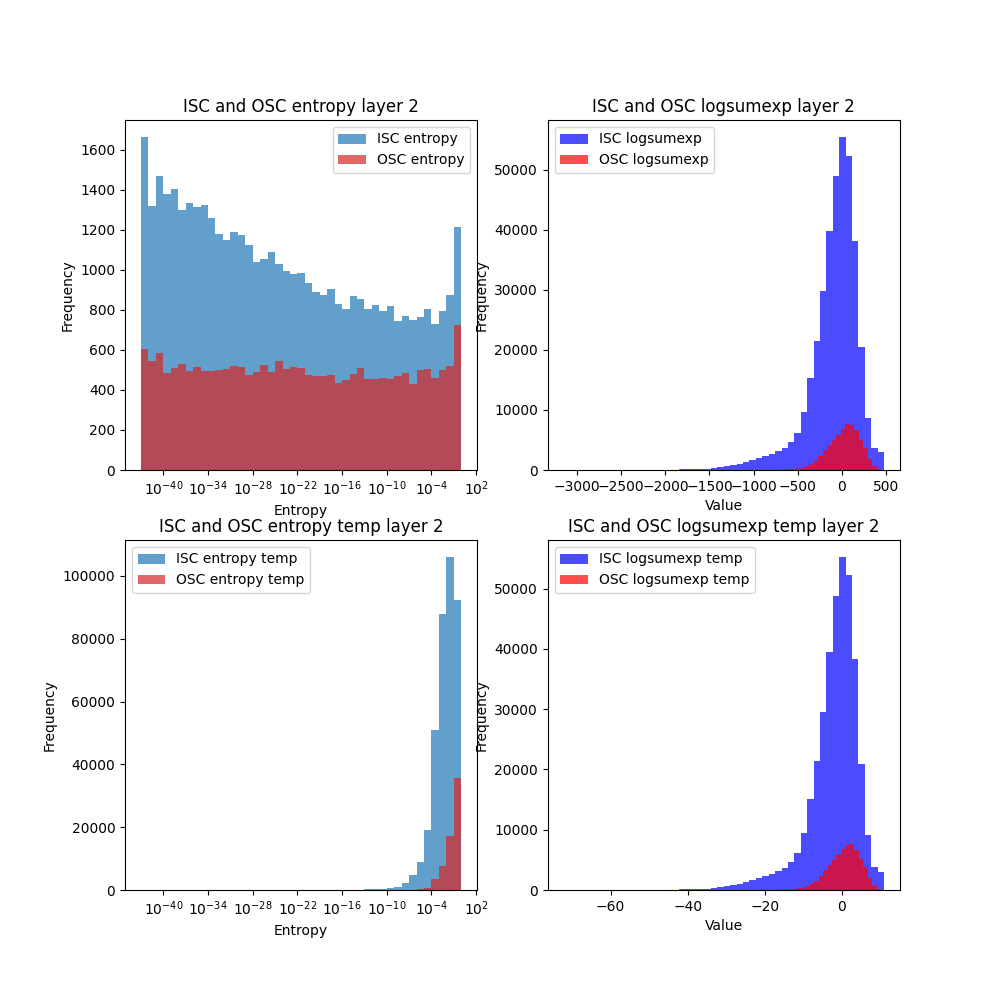 ISC and OSC entropy layer 2
ISC entropy
OSC entropy
1600
1400
1200
1000
800
600
400
200
0
Frequency
10⁻⁴⁰ 10⁻³⁴ 10⁻²⁸ 10⁻²² 10⁻¹⁶ 10⁻¹⁰ 10⁻⁴ 10²
Entropy
ISC and OSC logsumexp layer 2
ISC logsumexp
OSC logsumexp
50000
40000
30000
20000
10000
0
Frequency
−3000 −2500 −2000 −1500 −1000 −500 0 500
Value
ISC and OSC entropy temp layer 2
ISC entropy temp
OSC entropy temp
100000
80000
60000
40000
20000
0
Frequency
10⁻⁴⁰ 10⁻³⁴ 10⁻²⁸ 10⁻²² 10⁻¹⁶ 10⁻¹⁰ 10⁻⁴ 10²
Entropy
ISC and OSC logsumexp temp layer 2
ISC logsumexp temp
OSC logsumexp temp
50000
40000
30000
20000
10000
0
Frequency
−60 −40 −20 0
Value